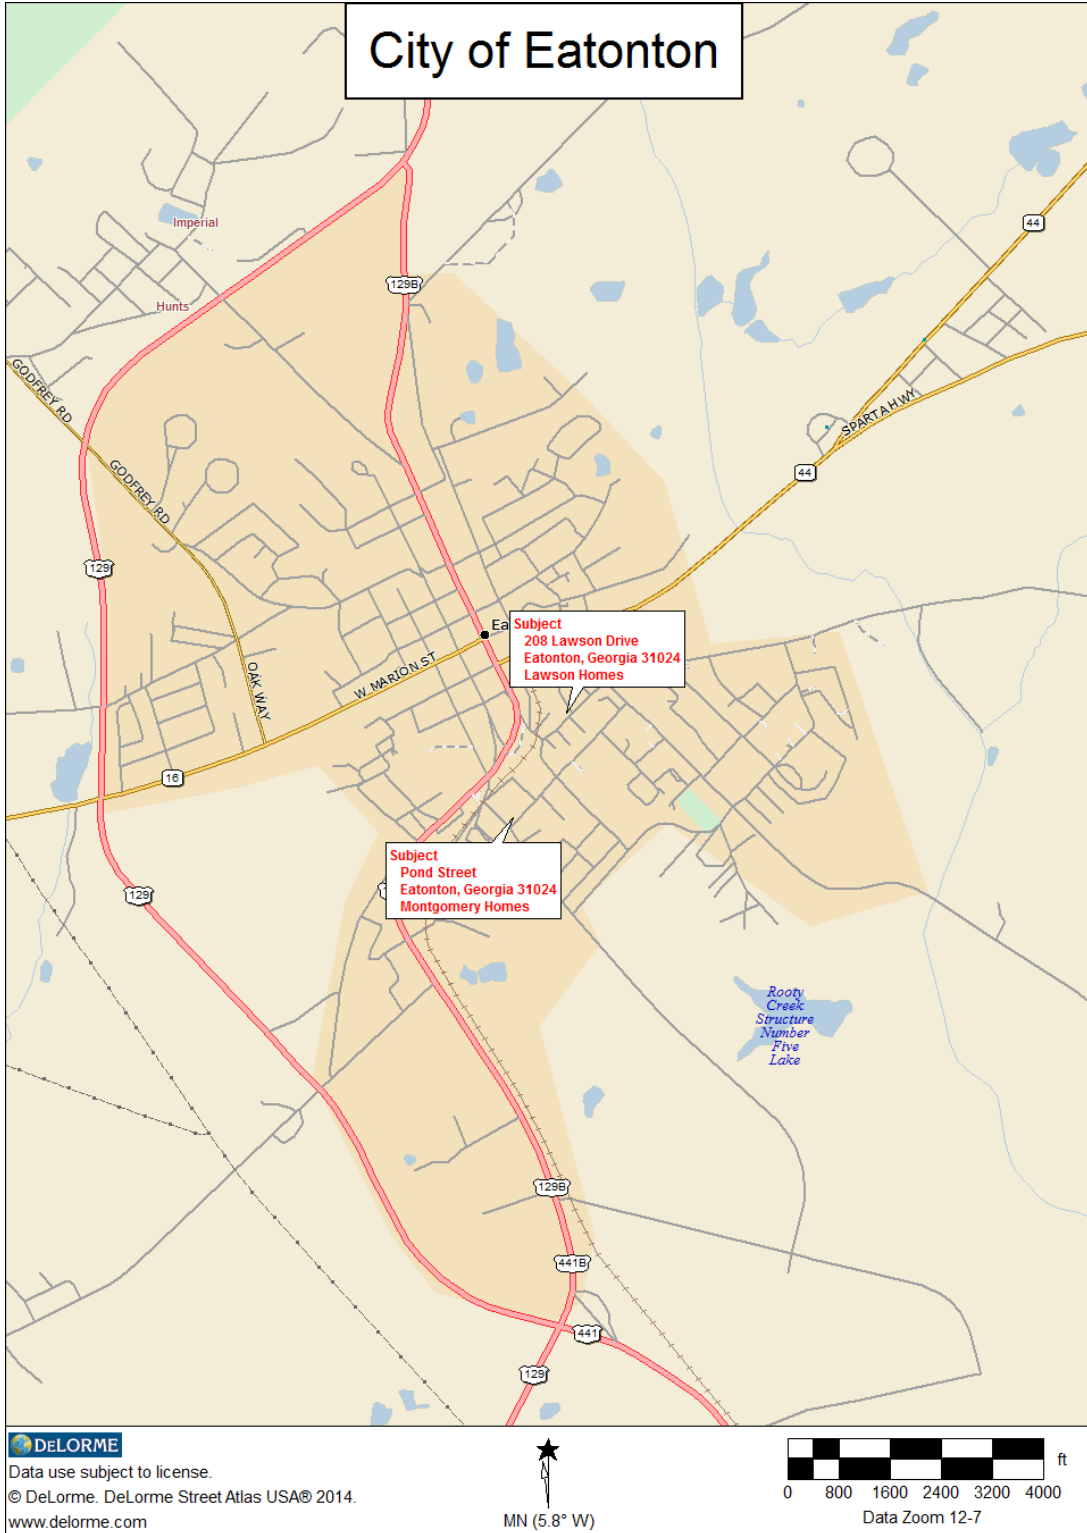 City of Eatonton
Imperial
Hunts
44
129B
GODFREY RD
SPARTA HWY
44
GODFREY RD
129
Ea
Subject
208 Lawson Drive
Eatonton, Georgia 31024
Lawson Homes
W MARION ST
OAK WAY
16
Subject
Pond Street
Eatonton, Georgia 31024
Montgomery Homes
129
Rooty
Creek
Structure
Number
Five
Lake
129B
441B
441
129
DELORME
Data use subject to license.
© DeLorme. DeLorme Street Atlas USA® 2014.
www.delorme.com
MN (5.8° W)
ft
0 800 1600 2400 3200 4000
Data Zoom 12-7